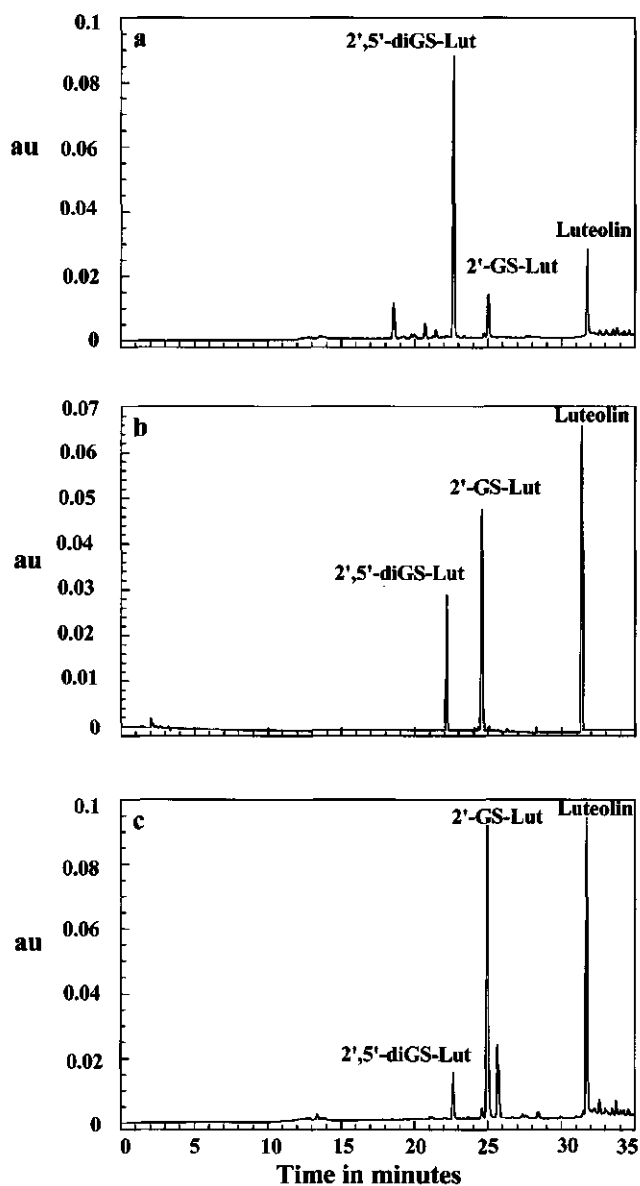 a
2',5'-diGS-Lut
2'-GS-Lut
Luteolin
au
0.1
0.08
0.06
0.04
0.02
0
b
Luteolin
2'-GS-Lut
2',5'-diGS-Lut
au
0.07
0.06
0.05
0.04
0.03
0.02
0.01
0
c
2'-GS-Lut
Luteolin
2',5'-diGS-Lut
au
0.1
0.08
0.06
0.04
0.02
0
0 5 10 15 20 25 30 35
Time in minutes